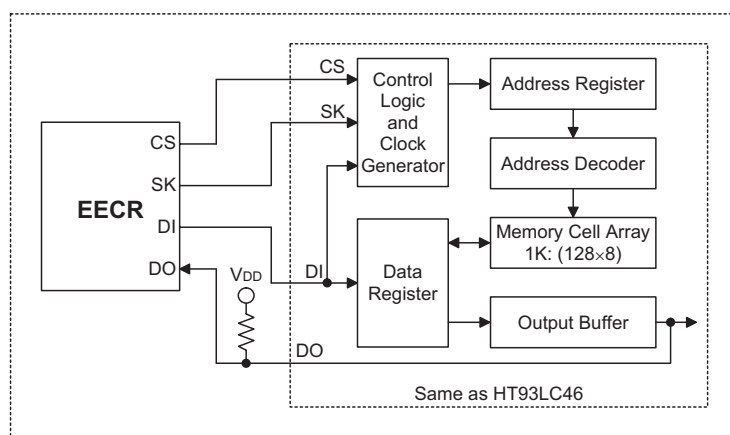 EECR
CS
SK
DI
DO
VDD
CS
SK
DI
DO
Control
Logic
and
Clock
Generator
Address Register
Address Decoder
Memory Cell Array
1K: (128×8)
Data
Register
Output Buffer
Same as HT93LC46